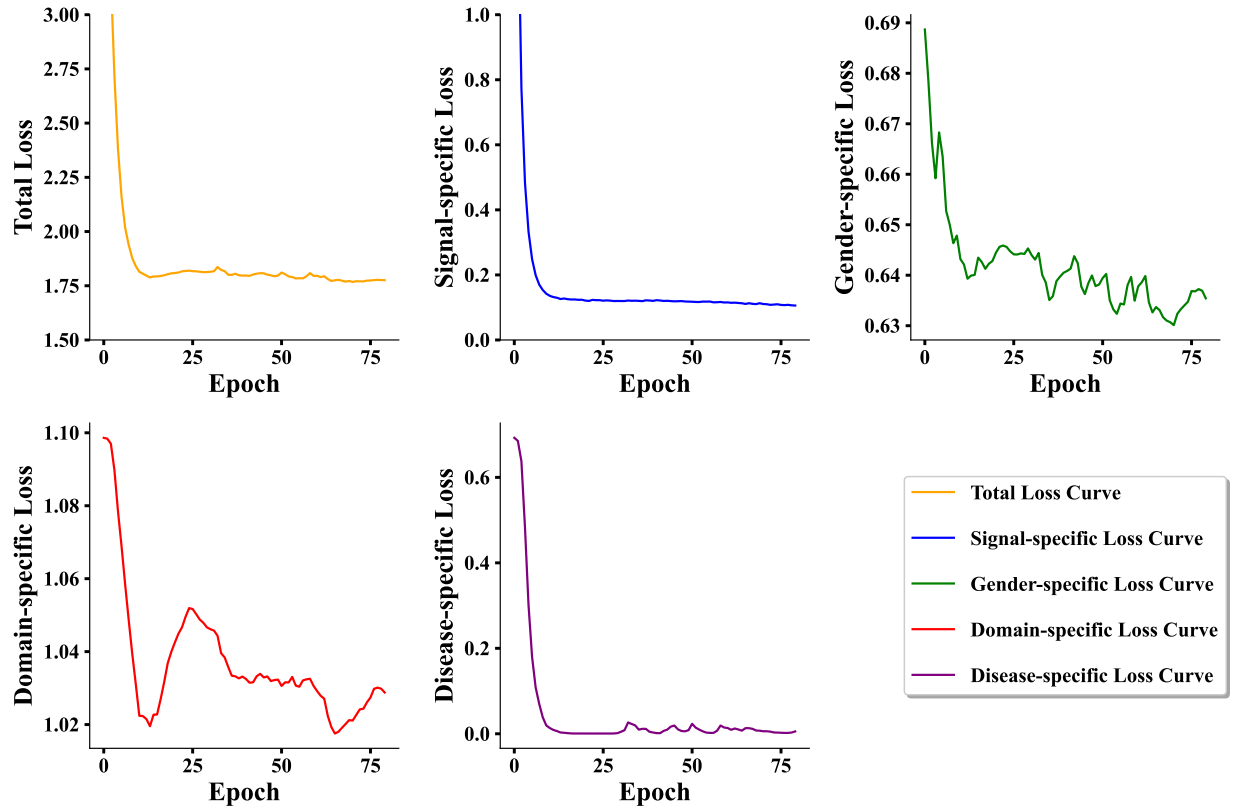 Total Loss
3.00
2.75
2.50
2.25
2.00
1.75
1.50
0 25 50 75
Epoch
Signal-specific Loss
1.0
0.8
0.6
0.4
0.2
0.0
0 25 50 75
Epoch
Gender-specific Loss
0.69
0.68
0.67
0.66
0.65
0.64
0.63
0 25 50 75
Epoch
Domain-specific Loss
1.10
1.08
1.06
1.04
1.02
0 25 50 75
Epoch
Disease-specific Loss
0.6
0.4
0.2
0.0
0 25 50 75
Epoch
Total Loss Curve
Signal-specific Loss Curve
Gender-specific Loss Curve
Domain-specific Loss Curve
Disease-specific Loss Curve